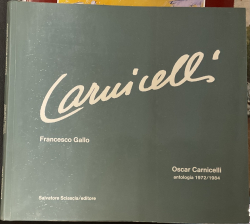 Carnicelli
Francesco Gallo
Oscar Carnicelli
antologia 1973/1994
Salvatore Sciascia/editore